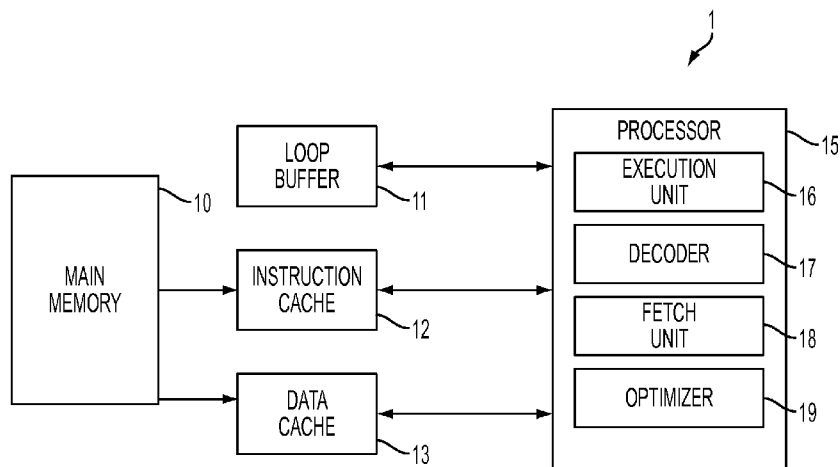 1
PROCESSOR
15
LOOP
BUFFER
11
EXECUTION
UNIT
16
10
MAIN
MEMORY
DECODER
17
INSTRUCTION
CACHE
12
FETCH
UNIT
18
DATA
CACHE
13
OPTIMIZER
19